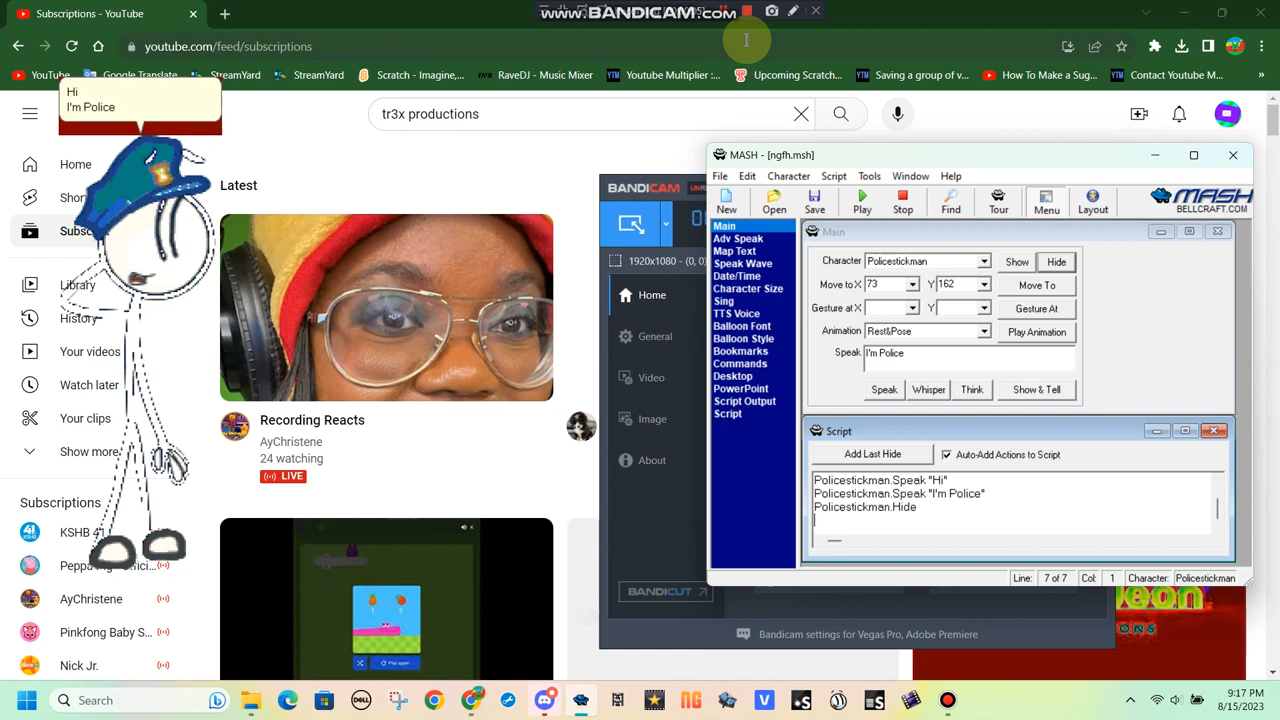 Subscriptions - YouTube
WWW.BANDICAM.COM
youtube.com/feed/subscriptions
YouTube
Google Translate
StreamYard
StreamYard
Scratch - Imagine,...
RaveDJ - Music Mixer
Youtube Multiplier :...
Upcoming Scratch...
Saving a group of v...
How To Make a Sug...
Contact YouTube M...
»
Hi
I'm Police
tr3x productions
Home
Library
Your videos
Watch later
Your clips
Show more
Subscriptions
AyChristene
Pinkfong Baby S...
Nick Jr.
Latest
Recording Reacts
AyChristene
24 watching
LIVE
Play again
BANDICAM
1920x1080 - (0, 0)
Home
General
Video
Image
About
BANDICUT
Bandicam settings for Vegas Pro, Adobe Premiere
MASH - [ngfh.msh]
File Edit Character Script Tools Window Help
New Open Save Play Stop Find Tour Menu Layout
MASH
BELLCRAFT.COM
Main
Adv Speak
Map Text
Speak Wave
Date/Time
Character Size
Sing
TTS Voice
Balloon Font
Balloon Style
Bookmarks
Commands
Desktop
PowerPoint
Script Output
Script
Main
Character Policestickman Show Hide
Move to X 73 Y 162 Move To
Gesture at X Y Gesture At
Animation Rest&Pose Play Animation
Speak I'm Police
Speak Whisper Think Show & Tell
Script
Add Last Hide Auto-Add Actions to Script
Policestickman.Speak "Hi"
Policestickman.Speak "I'm Police"
Policestickman.Hide
Line: 7 of 7 Col: 1 Character: Policestickman
Search
DELL
NG
V
9:17 PM
8/15/2023